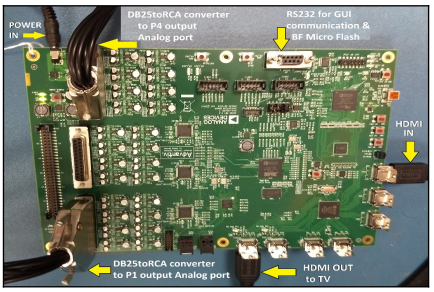 DB25toRCA converter
to P4 output
Analog port
RS232 for GUI
communication &
BF Micro Flash
POWER
IN
HDMI
IN
ANALOG
DEVICES
Advantiv
DB25toRCA converter
to P1 output Analog port
HDMI OUT
to TV